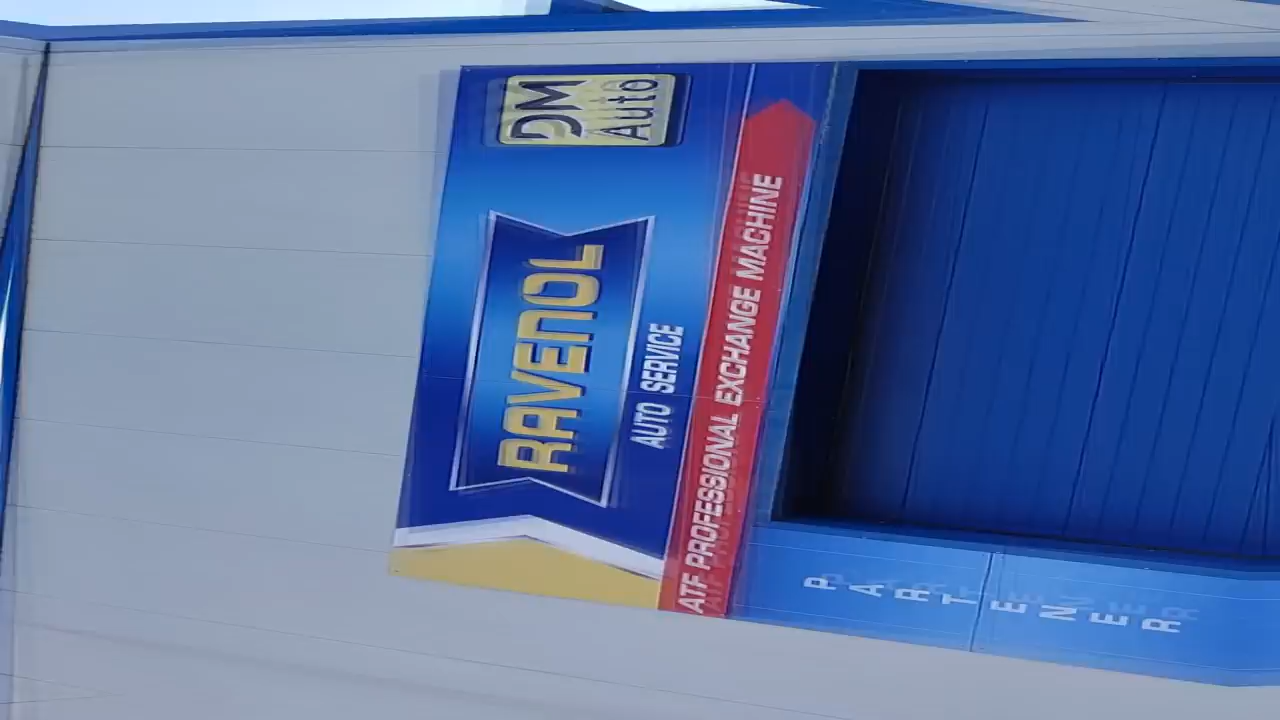 RAVENOL
AUTO SERVICE
DM
Auto
ATF PROFESSIONAL EXCHANGE MACHINE
PARTENER